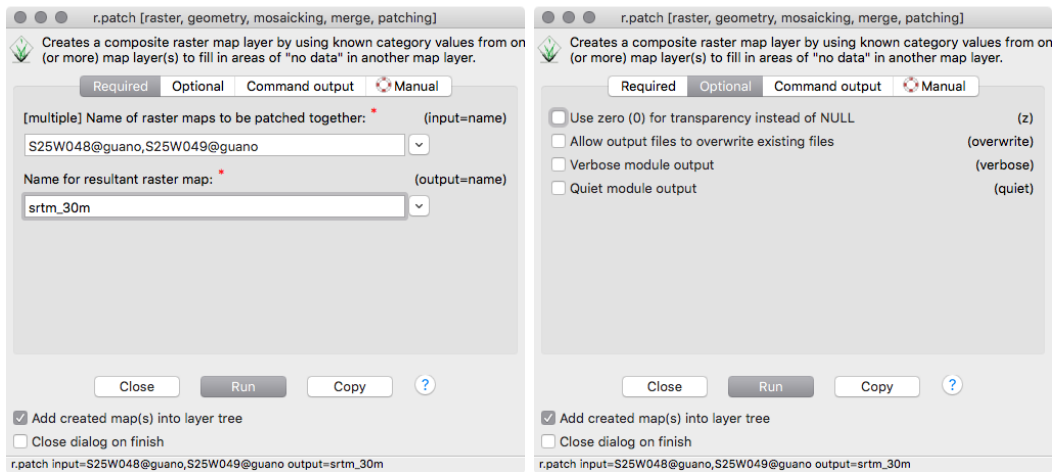 r.patch [raster, geometry, mosaicking, merge, patching]
Creates a composite raster map layer by using known category values from on
(or more) map layer(s) to fill in areas of "no data" in another map layer.
Required Optional Command output Manual
[multiple] Name of raster maps to be patched together: * (input=name)
S25W048@guano,S25W049@guano
Name for resultant raster map: * (output=name)
srtm_30m
Close Run Copy ?
Add created map(s) into layer tree
Close dialog on finish
r.patch input=S25W048@guano,S25W049@guano output=srtm_30m
r.patch [raster, geometry, mosaicking, merge, patching]
Creates a composite raster map layer by using known category values from on
(or more) map layer(s) to fill in areas of "no data" in another map layer.
Required Optional Command output Manual
Use zero (0) for transparency instead of NULL (z)
Allow output files to overwrite existing files (overwrite)
Verbose module output (verbose)
Quiet module output (quiet)
Close Run Copy ?
Add created map(s) into layer tree
Close dialog on finish
r.patch input=S25W048@guano,S25W049@guano output=srtm_30m